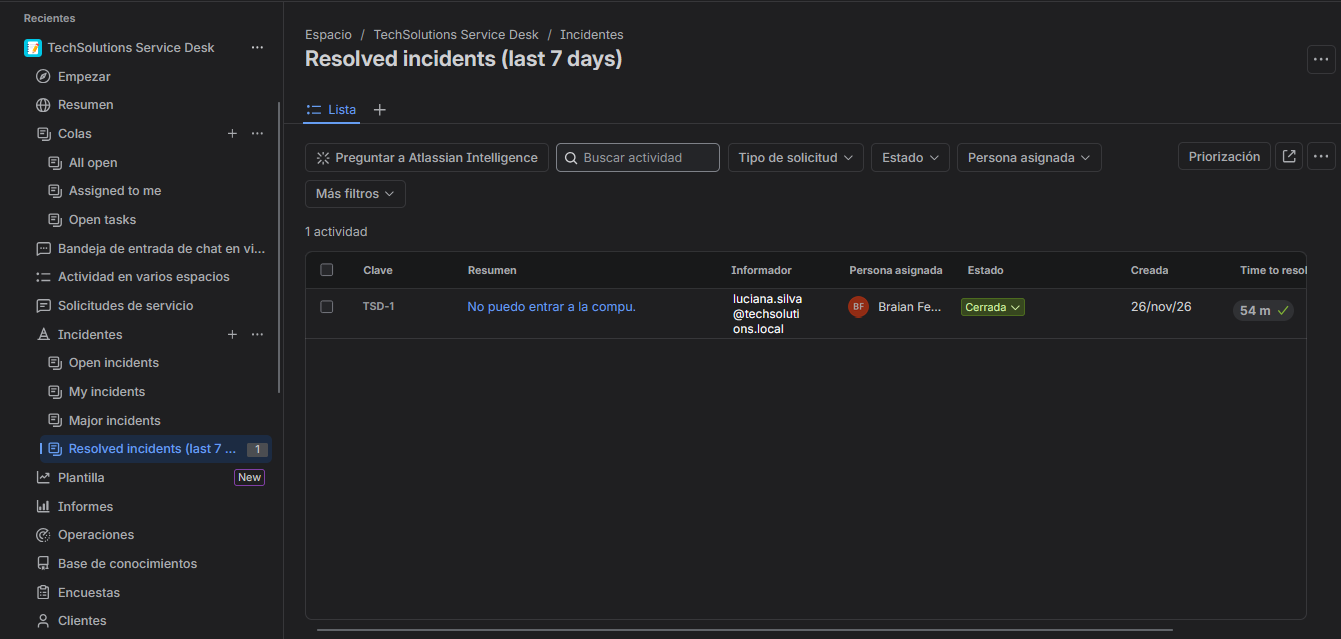 Recientes
TechSolutions Service Desk
Empezar
Resumen
Colas
All open
Assigned to me
Open tasks
Bandeja de entrada de chat en vi...
Actividad en varios espacios
Solicitudes de servicio
Incidentes
Open incidents
My incidents
Major incidents
Resolved incidents (last 7 ... 1
Plantilla New
Informes
Operaciones
Base de conocimientos
Encuestas
Clientes
Espacio / TechSolutions Service Desk / Incidentes
Resolved incidents (last 7 days)
Lista
Preguntar a Atlassian Intelligence Buscar actividad Tipo de solicitud Estado Persona asignada Priorización
Más filtros
1 actividad
Clave Resumen Informador Persona asignada Estado Creada Time to resol
TSD-1 No puedo entrar a la compu. luciana.silva
@techsoluti
ons.local
BF Braian Fe... Cerrada 26/nov/26 54 m